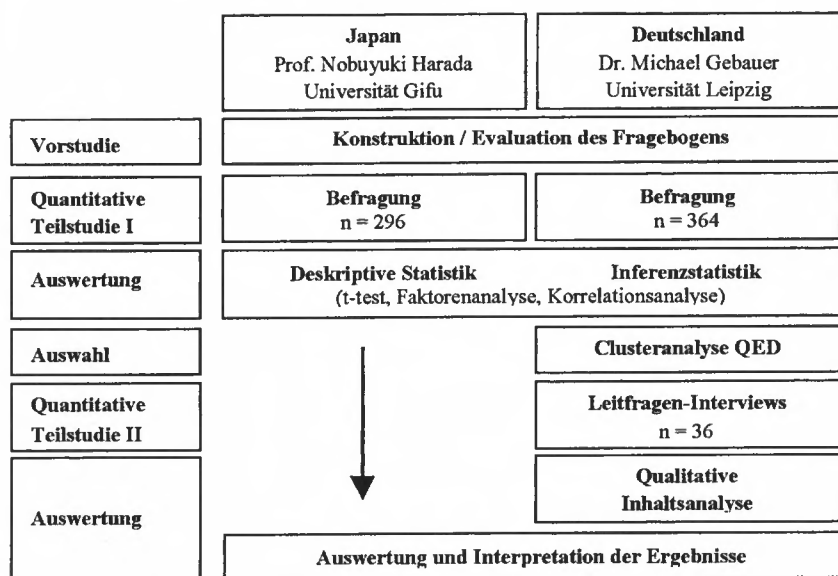 Japan
Prof. Nobuyuki Harada
Universität Gifu
Deutschland
Dr. Michael Gebauer
Universität Leipzig
Vorstudie
Konstruktion / Evaluation des Fragebogens
Quantitative
Teilstudie I
Befragung
n = 296
Befragung
n = 364
Auswertung
Deskriptive Statistik Inferenzstatistik
(t-test, Faktorenanalyse, Korrelationsanalyse)
Auswahl
Clusteranalyse QED
Quantitative
Teilstudie II
Leitfragen-Interviews
n = 36
Auswertung
Qualitative
Inhaltsanalyse
Auswertung und Interpretation der Ergebnisse